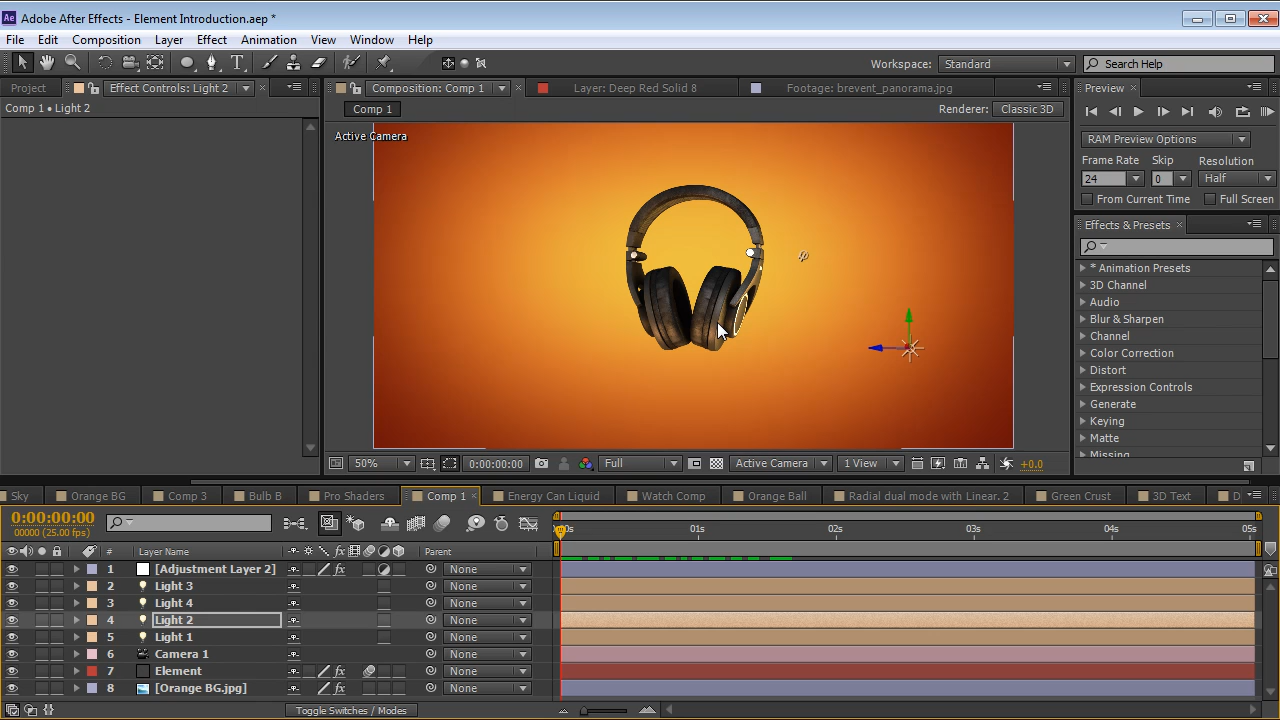 Adobe After Effects - Element Introduction.aep *
File Edit Composition Layer Effect Animation View Window Help
Workspace: Standard Search Help
Project Effect Controls: Light 2 Composition: Comp 1 Layer: Deep Red Solid 8 Footage: brevent_panorama.jpg Preview
Comp 1 • Light 2
Comp 1 Renderer: Classic 3D
Active Camera
RAM Preview Options
Frame Rate Skip Resolution
24 0 Half
From Current Time Full Screen
Effects & Presets
* Animation Presets
3D Channel
Audio
Blur & Sharpen
Channel
Color Correction
Distort
Expression Controls
Generate
Keying
Matte
Missing
50% 0:00:00:00 Full Active Camera 1 View +0.0
Sky Orange BG Comp 3 Bulb B Pro Shaders Comp 1 Energy Can Liquid Watch Comp Orange Ball Radial dual mode with Linear. 2 Green Crust 3D Text D
0:00:00:00
00000 (25.00 fps)
01s 02s 03s 04s 05s
# Layer Name Parent
1 [Adjustment Layer 2] None
2 Light 3 None
3 Light 4 None
4 Light 2 None
5 Light 1 None
6 Camera 1 None
7 Element None
8 [Orange BG.jpg] None
Toggle Switches / Modes